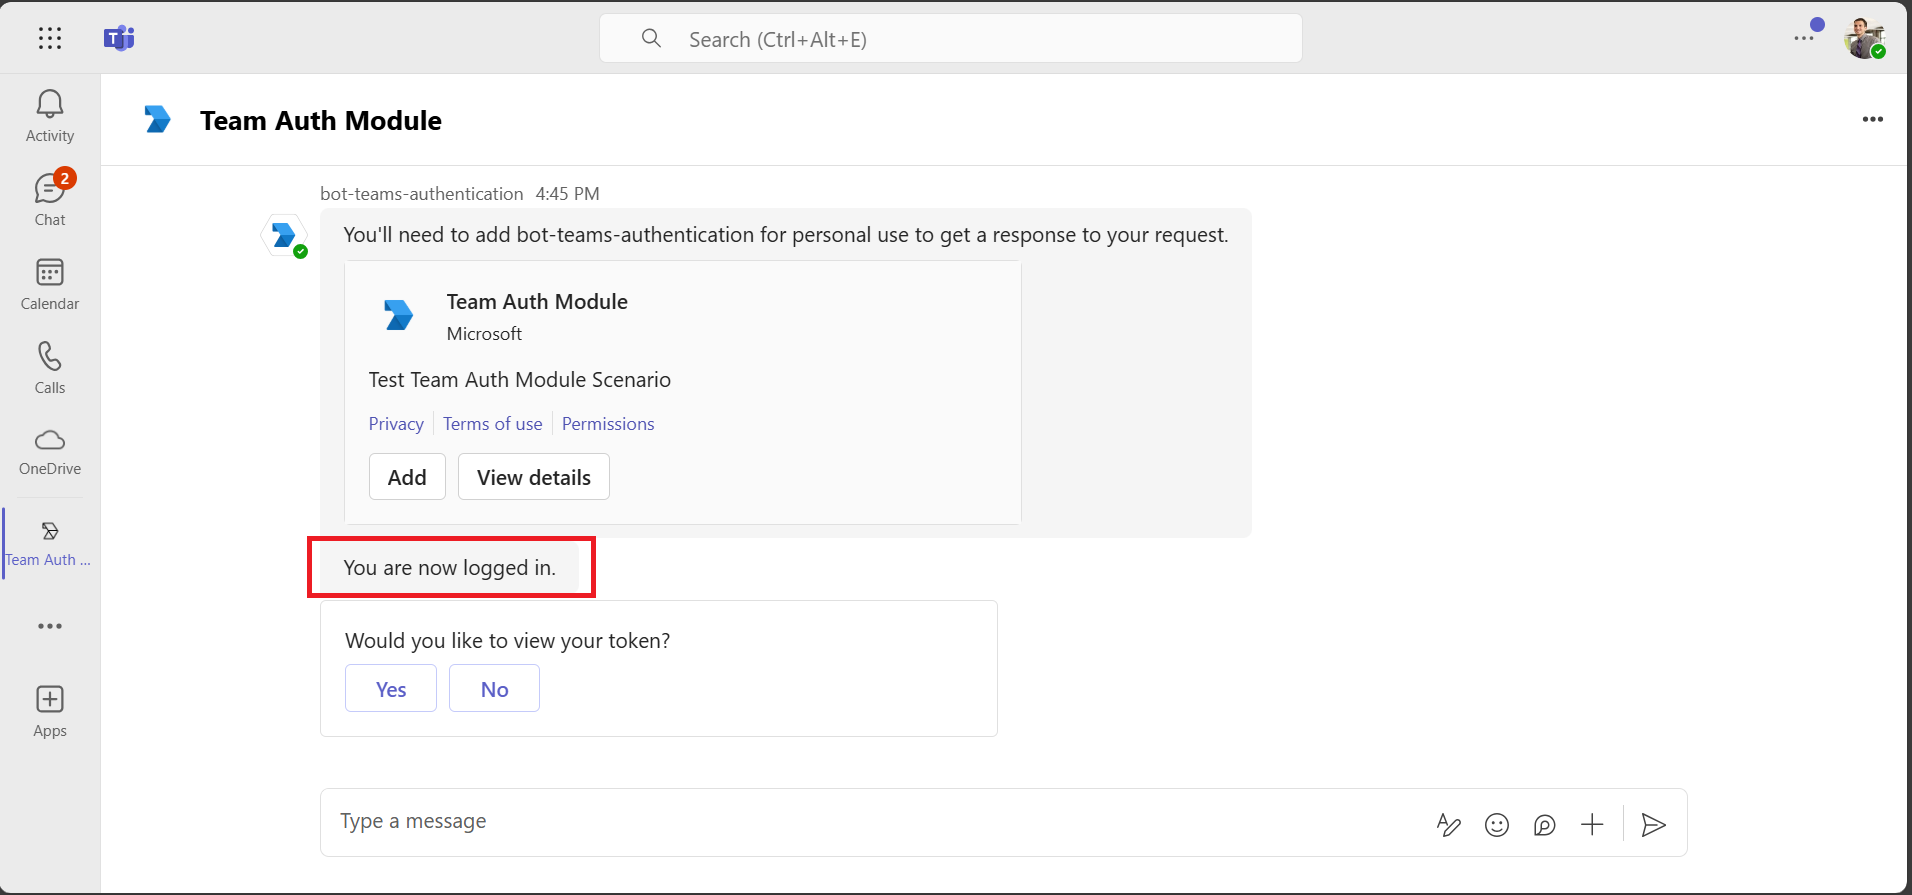 Search (Ctrl+Alt+E)
Activity
2
Chat
Calendar
Calls
OneDrive
Team Auth ...
Apps
Team Auth Module
bot-teams-authentication 4:45 PM
You'll need to add bot-teams-authentication for personal use to get a response to your request.
Team Auth Module
Microsoft
Test Team Auth Module Scenario
Privacy Terms of use Permissions
Add View details
You are now logged in.
Would you like to view your token?
Yes No
Type a message